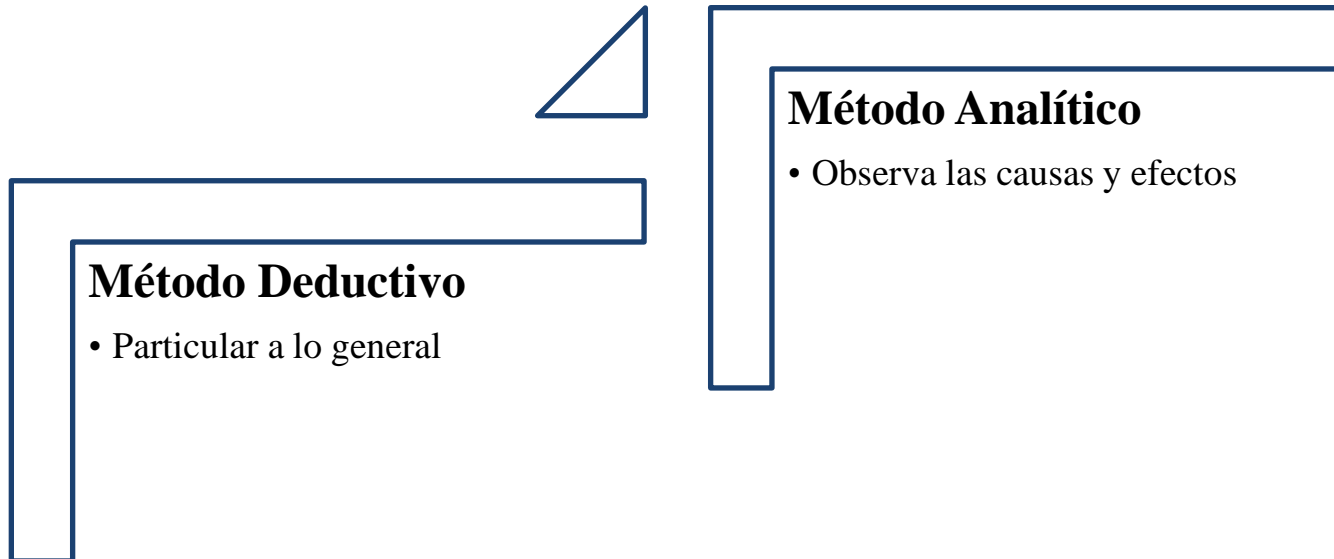 Método Deductivo
• Particular a lo general
Método Analítico
• Observa las causas y efectos